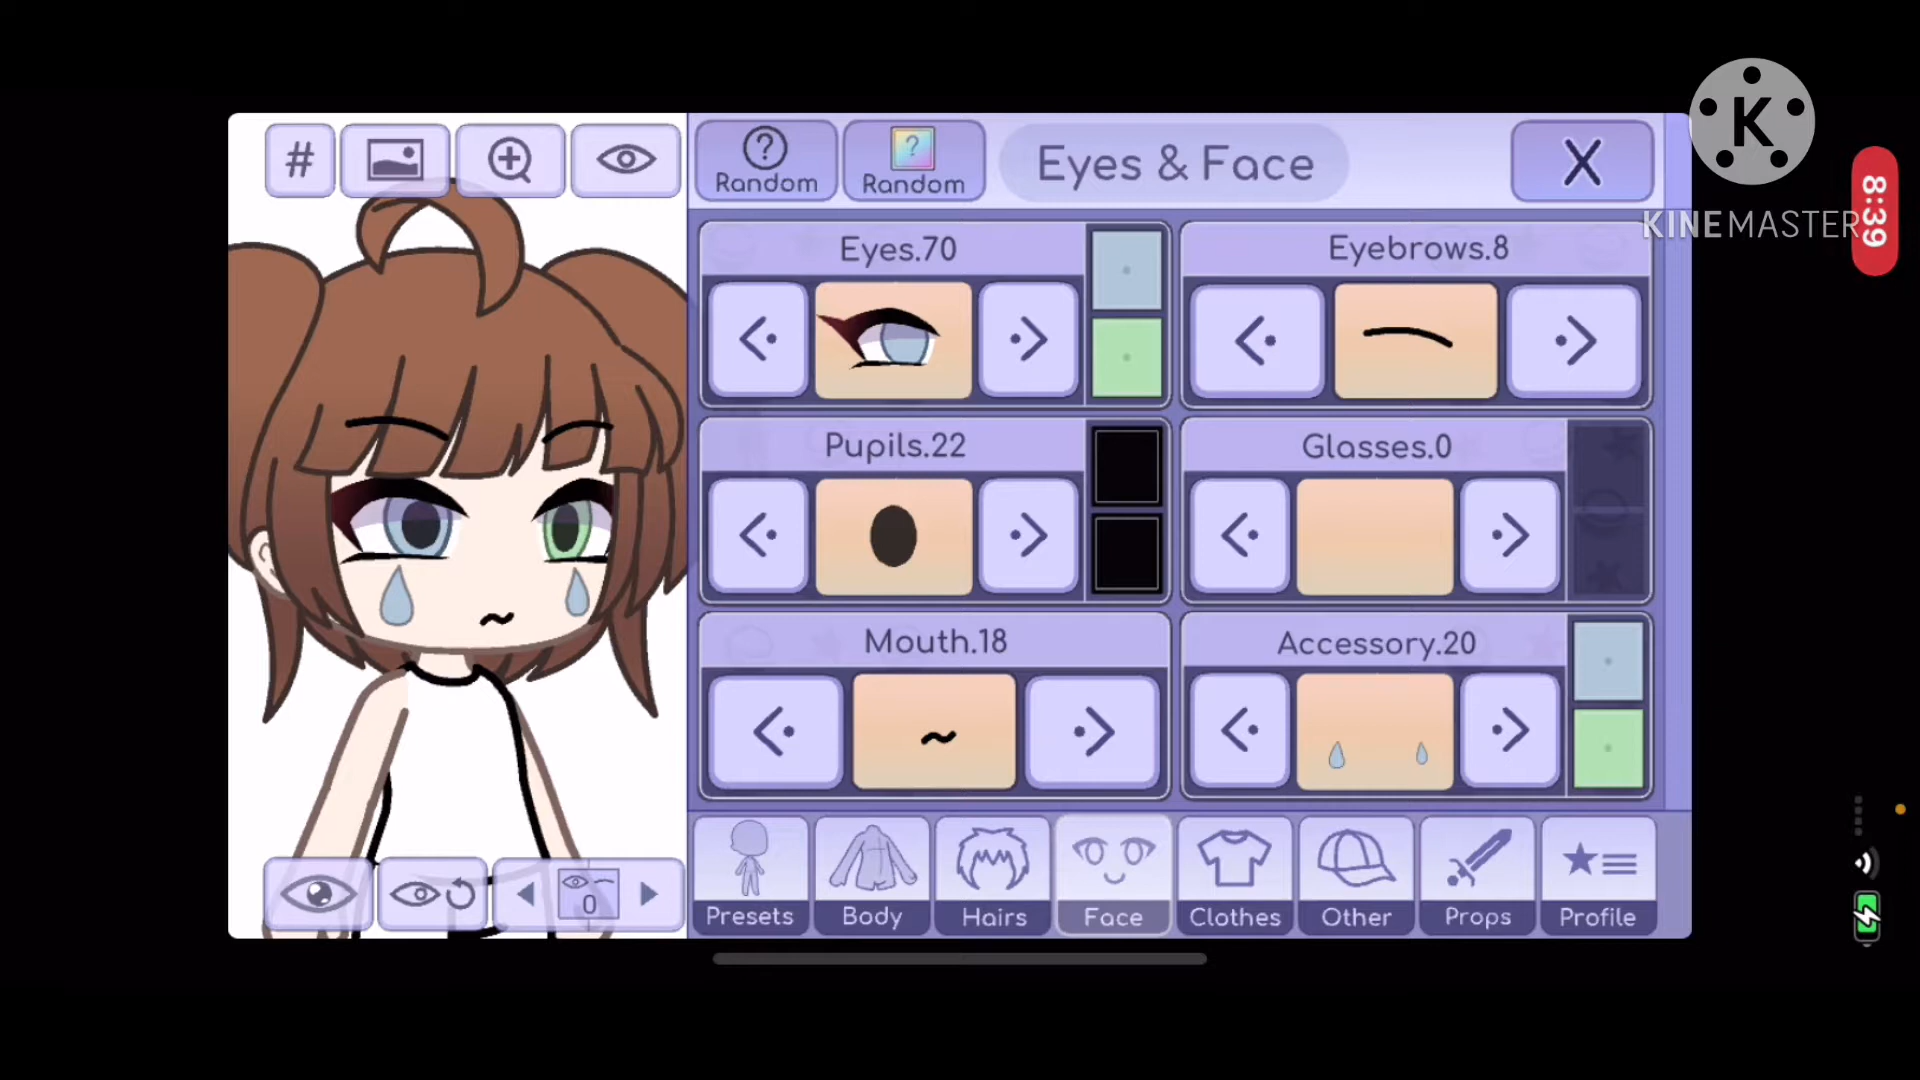 #
Random
Random
Eyes & Face
X
K
KINEMASTER
8:39
Eyes.70
Eyebrows.8
Pupils.22
Glasses.0
Mouth.18
Accessory.20
0
Presets
Body
Hairs
Face
Clothes
Other
Props
Profile